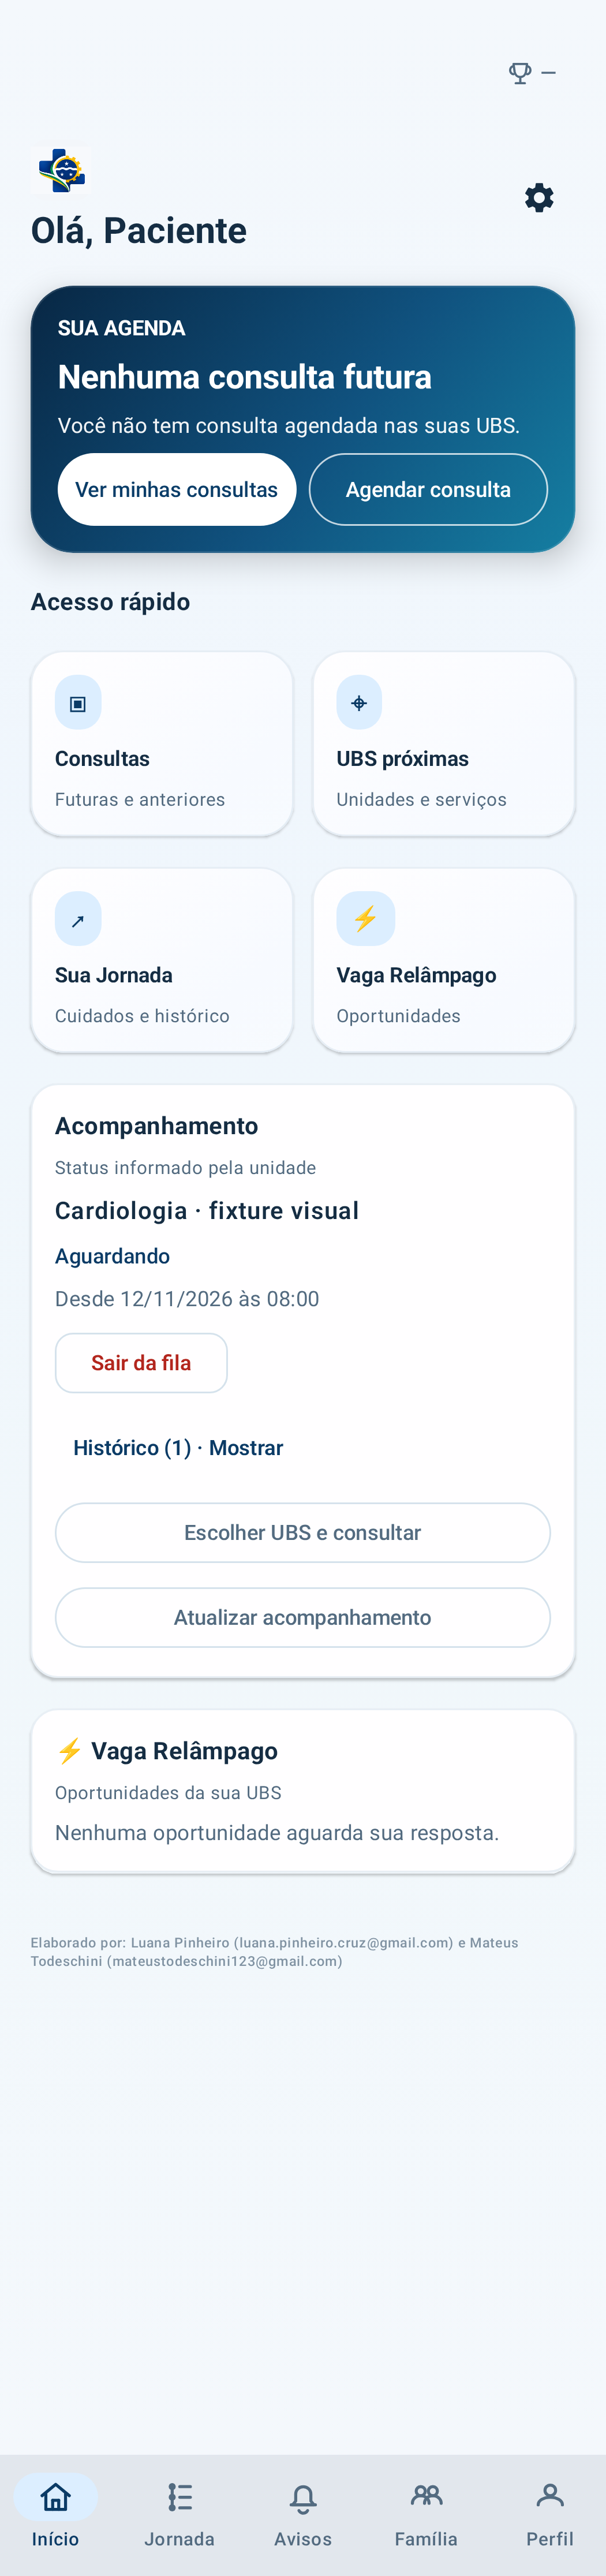 Olá, Paciente
SUA AGENDA
Nenhuma consulta futura
Você não tem consulta agendada nas suas UBS.
Ver minhas consultas
Agendar consulta
Acesso rápido
Consultas
Futuras e anteriores
UBS próximas
Unidades e serviços
Sua Jornada
Cuidados e histórico
Vaga Relâmpago
Oportunidades
Acompanhamento
Status informado pela unidade
Cardiologia · fixture visual
Aguardando
Desde 12/11/2026 às 08:00
Sair da fila
Histórico (1) · Mostrar
Escolher UBS e consultar
Atualizar acompanhamento
⚡ Vaga Relâmpago
Oportunidades da sua UBS
Nenhuma oportunidade aguarda sua resposta.
Elaborado por: Luana Pinheiro (luana.pinheiro.cruz@gmail.com) e Mateus
Todeschini (mateustodeschini123@gmail.com)
Início
Jornada
Avisos
Família
Perfil